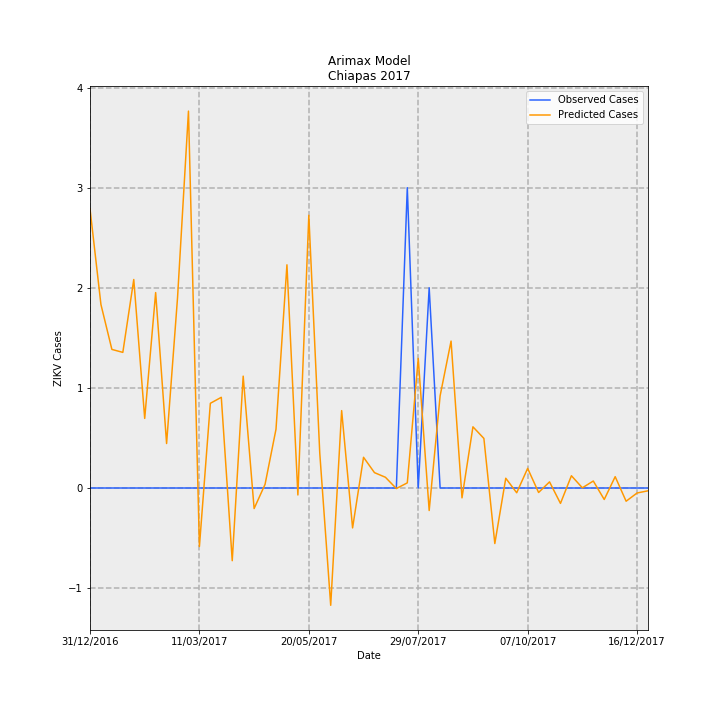 Arimax Model
Chiapas 2017
Observed Cases
Predicted Cases
4
3
2
1
0
−1
ZIKV Cases
31/12/2016 11/03/2017 20/05/2017 29/07/2017 07/10/2017 16/12/2017
Date